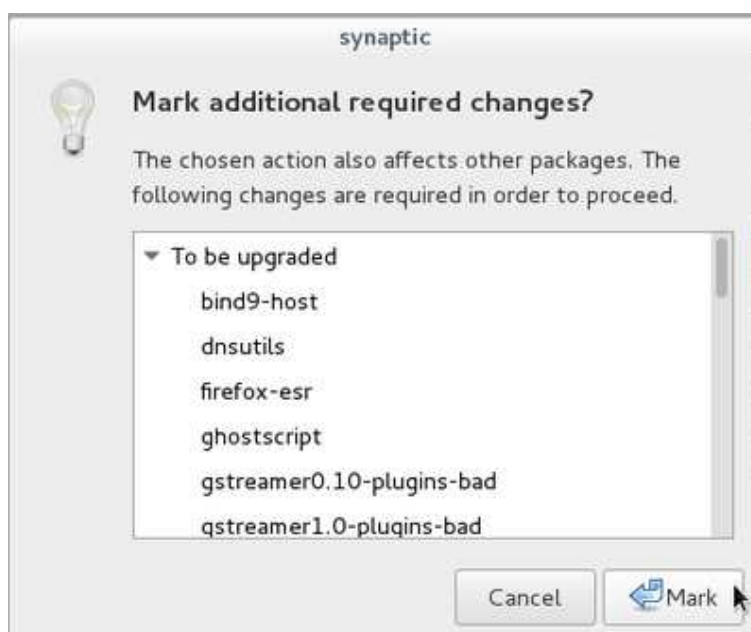 synaptic
Mark additional required changes?
The chosen action also affects other packages. The
following changes are required in order to proceed.
To be upgraded
bind9-host
dnsutils
firefox-esr
ghostscript
gstreamer0.10-plugins-bad
gstreamer1.0-plugins-bad
Cancel
Mark